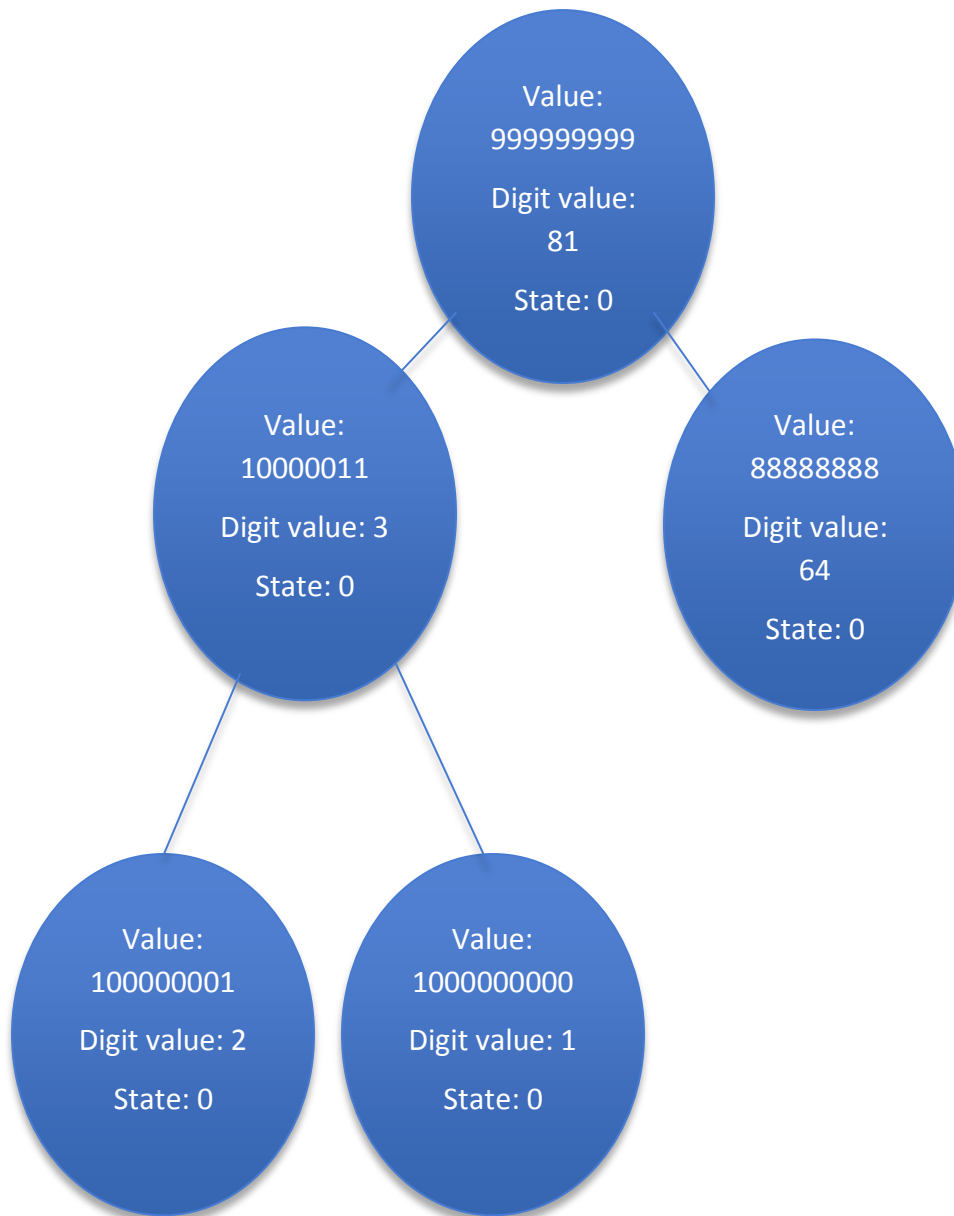 Value:
999999999
Digit value:
81
State: 0
Value:
10000011
Digit value: 3
State: 0
Value:
88888888
Digit value:
64
State: 0
Value:
100000001
Digit value: 2
State: 0
Value:
1000000000
Digit value: 1
State: 0